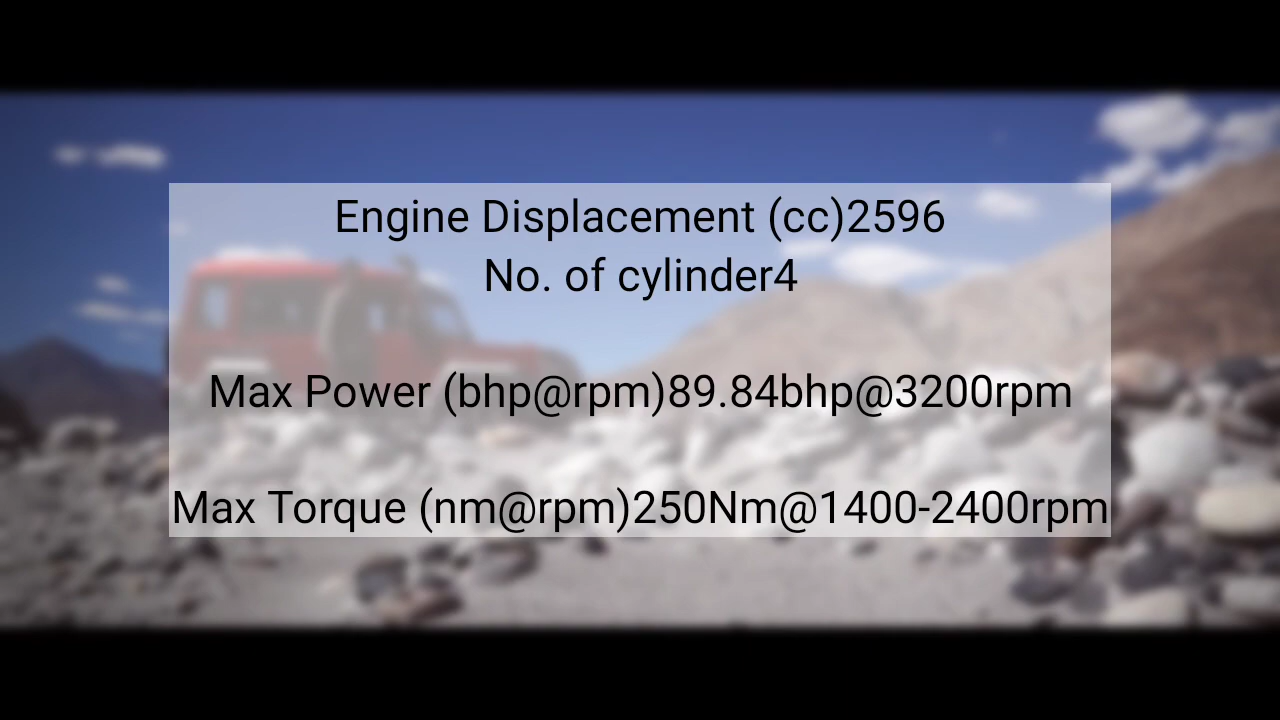 Engine Displacement (cc)2596
No. of cylinder4
Max Power (bhp@rpm)89.84bhp@3200rpm
Max Torque (nm@rpm)250Nm@1400-2400rpm